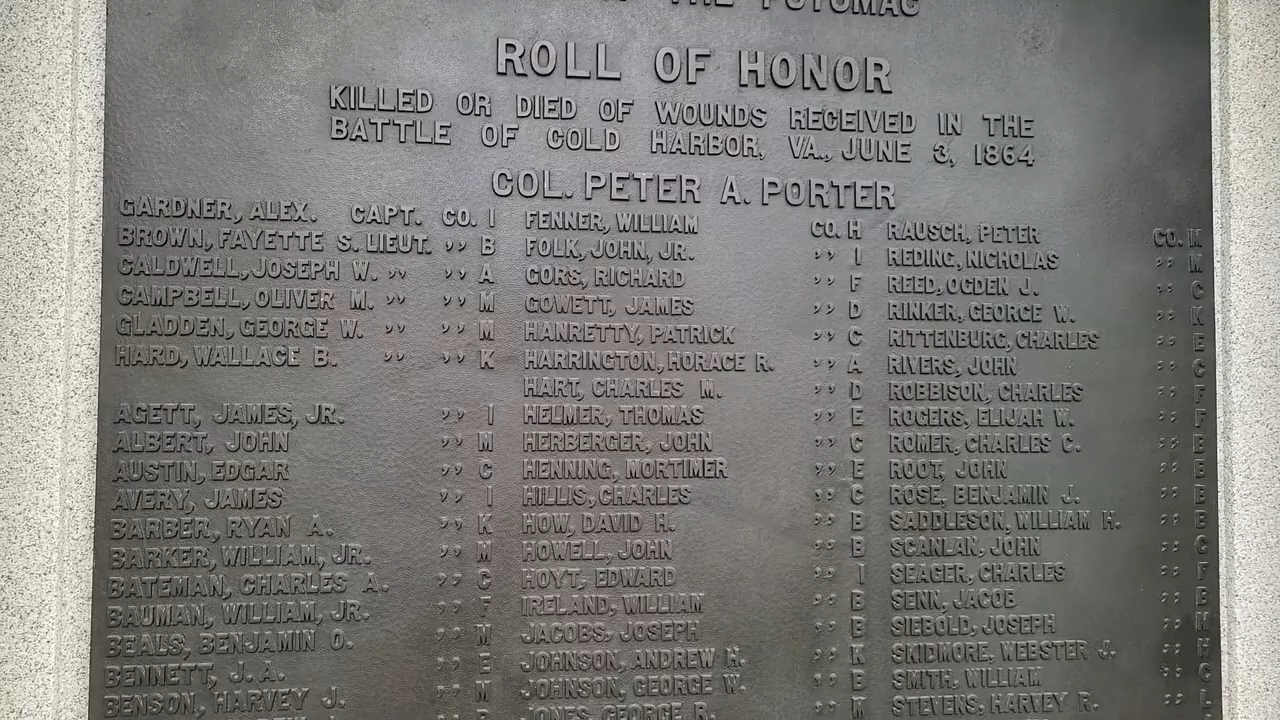 THE POTOMAC
ROLL OF HONOR
KILLED OR DIED OF WOUNDS RECEIVED IN THE
BATTLE OF COLD HARBOR, VA., JUNE 3, 1864
COL. PETER A. PORTER
GARDNER, ALEX. CAPT. CO. I
BROWN, FAYETTE S. LIEUT. ,, B
CALDWELL, JOSEPH W. ,, ,, A
CAMPBELL, OLIVER M. ,, ,, M
GLADDEN, GEORGE W. ,, ,, M
HARD, WALLACE B. ,, ,, K
AGETT, JAMES, JR. ,, I
ALBERT, JOHN ,, M
AUSTIN, EDGAR ,, C
AVERY, JAMES ,, I
BARBER, RYAN A. ,, K
BARKER, WILLIAM, JR. ,, M
BATEMAN, CHARLES A. ,, C
BAUMAN, WILLIAM, JR. ,, F
BEALS, BENJAMIN O. ,, M
BENNETT, J. A. ,, E
BENSON, HARVEY J. ,, M
FENNER, WILLIAM CO. H
FOLK, JOHN, JR. ,, I
GORS, RICHARD ,, F
GOWETT, JAMES ,, D
HANRETTY, PATRICK ,, C
HARRINGTON, HORACE R. ,, A
HART, CHARLES M. ,, D
HELMER, THOMAS ,, E
HERBERGER, JOHN ,, C
HENNING, MORTIMER ,, E
HILLIS, CHARLES ,, C
HOW, DAVID H. ,, B
HOWELL, JOHN ,, B
HOYT, EDWARD ,, I
IRELAND, WILLIAM ,, B
JACOBS, JOSEPH ,, B
JOHNSON, ANDREW H. ,, K
JOHNSON, GEORGE W. ,, B
JONES, GEORGE R. ,, M
RAUSCH, PETER CO. M
REDING, NICHOLAS ,, M
REED, OGDEN J. ,, C
RINKER, GEORGE W. ,, K
RITTENBURG, CHARLES ,, E
RIVERS, JOHN ,, C
ROBBISON, CHARLES ,, F
ROGERS, ELIJAH W. ,, F
ROMER, CHARLES C. ,, B
ROOT, JOHN ,, B
ROSE, BENJAMIN J. ,, B
SADDLESON, WILLIAM H. ,, B
SCANLAN, JOHN ,, C
SEAGER, CHARLES ,, F
SENN, JACOB ,, B
SIEBOLD, JOSEPH ,, M
SKIDMORE, WEBSTER J. ,, H
SMITH, WILLIAM ,, C
STEVENS, HARVEY R. ,, L